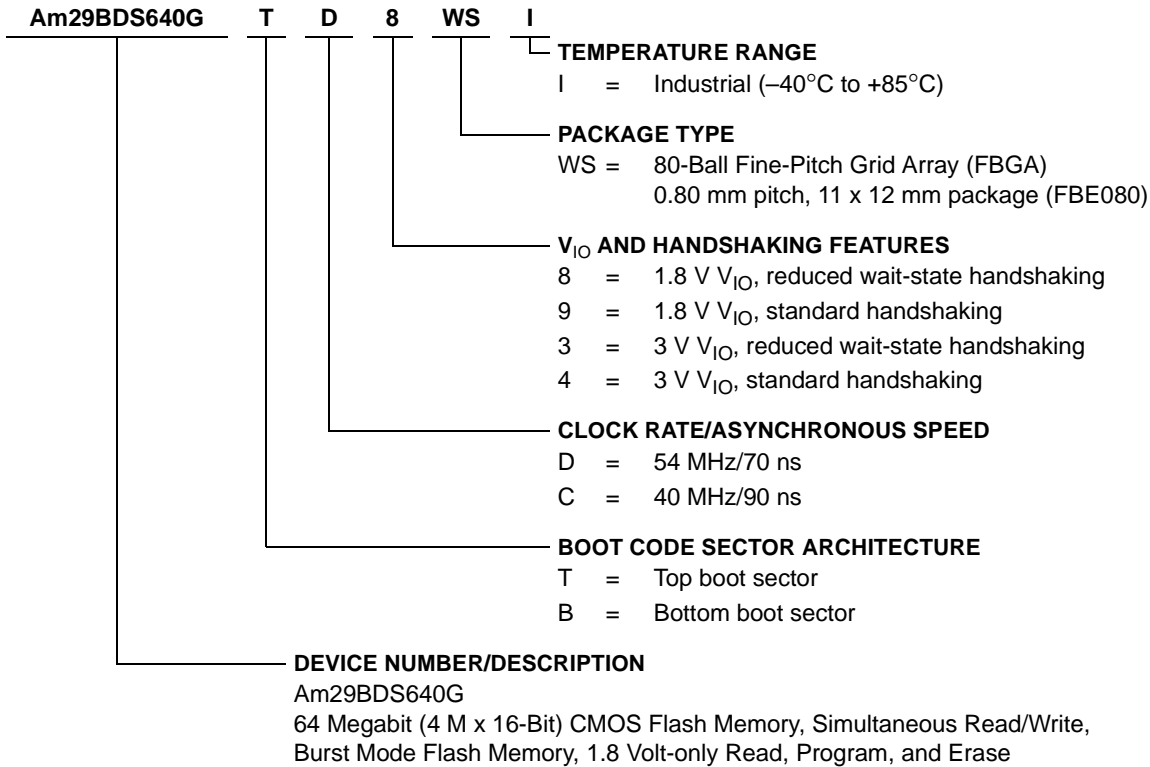 Am29BDS640G T D 8 WS I
TEMPERATURE RANGE
I = Industrial (–40°C to +85°C)
PACKAGE TYPE
WS = 80-Ball Fine-Pitch Grid Array (FBGA)
0.80 mm pitch, 11 x 12 mm package (FBE080)
VIO AND HANDSHAKING FEATURES
8 = 1.8 V VIO, reduced wait-state handshaking
9 = 1.8 V VIO, standard handshaking
3 = 3 V VIO, reduced wait-state handshaking
4 = 3 V VIO, standard handshaking
CLOCK RATE/ASYNCHRONOUS SPEED
D = 54 MHz/70 ns
C = 40 MHz/90 ns
BOOT CODE SECTOR ARCHITECTURE
T = Top boot sector
B = Bottom boot sector
DEVICE NUMBER/DESCRIPTION
Am29BDS640G
64 Megabit (4 M x 16-Bit) CMOS Flash Memory, Simultaneous Read/Write,
Burst Mode Flash Memory, 1.8 Volt-only Read, Program, and Erase